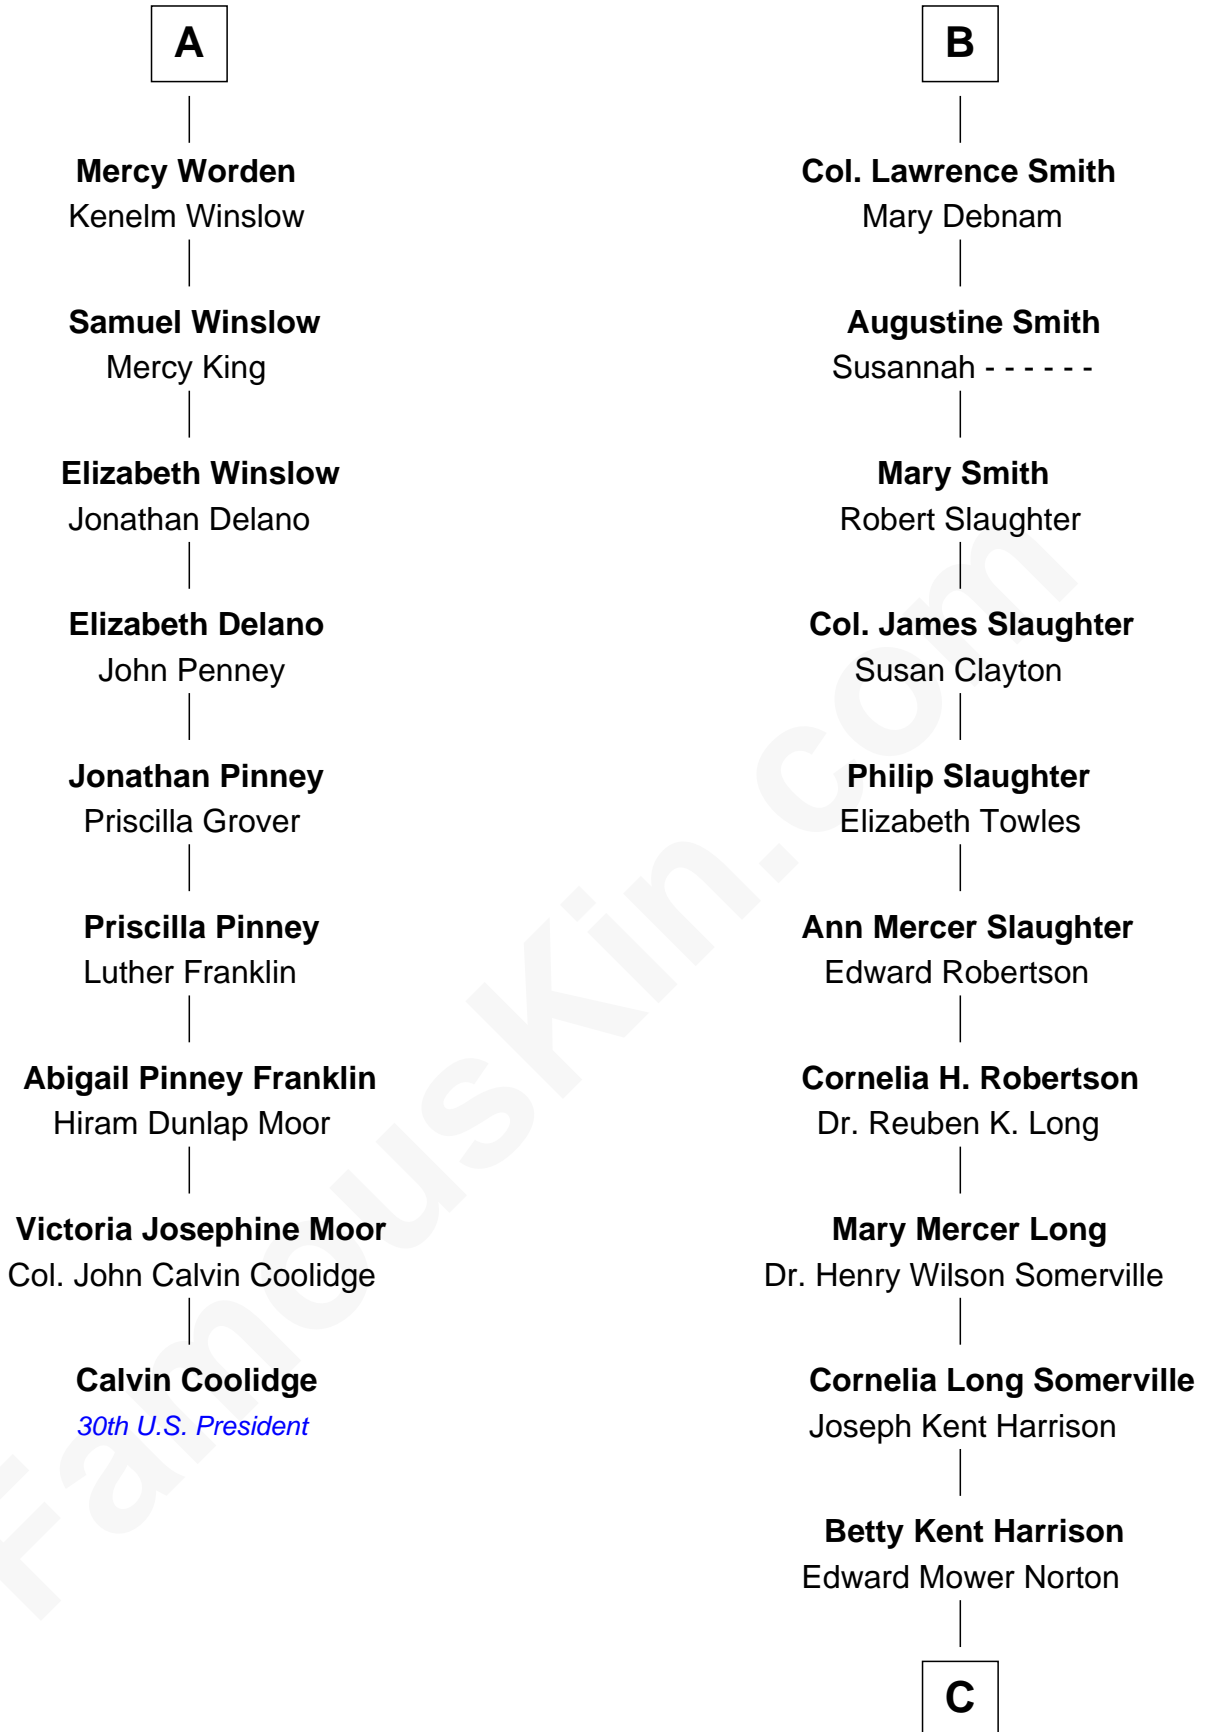 A
Mercy Worden
Kenelm Winslow
Samuel Winslow
Mercy King
Elizabeth Winslow
Jonathan Delano
Elizabeth Delano
John Penney
Jonathan Pinney
Priscilla Grover
Priscilla Pinney
Luther Franklin
Abigail Pinney Franklin
Hiram Dunlap Moor
Victoria Josephine Moor
Col. John Calvin Coolidge
Calvin Coolidge
30th U.S. President
B
Col. Lawrence Smith
Mary Debnam
Augustine Smith
Susannah - - - - - -
Mary Smith
Robert Slaughter
Col. James Slaughter
Susan Clayton
Philip Slaughter
Elizabeth Towles
Ann Mercer Slaughter
Edward Robertson
Cornelia H. Robertson
Dr. Reuben K. Long
Mary Mercer Long
Dr. Henry Wilson Somerville
Cornelia Long Somerville
Joseph Kent Harrison
Betty Kent Harrison
Edward Mower Norton
C
FamousKin.com